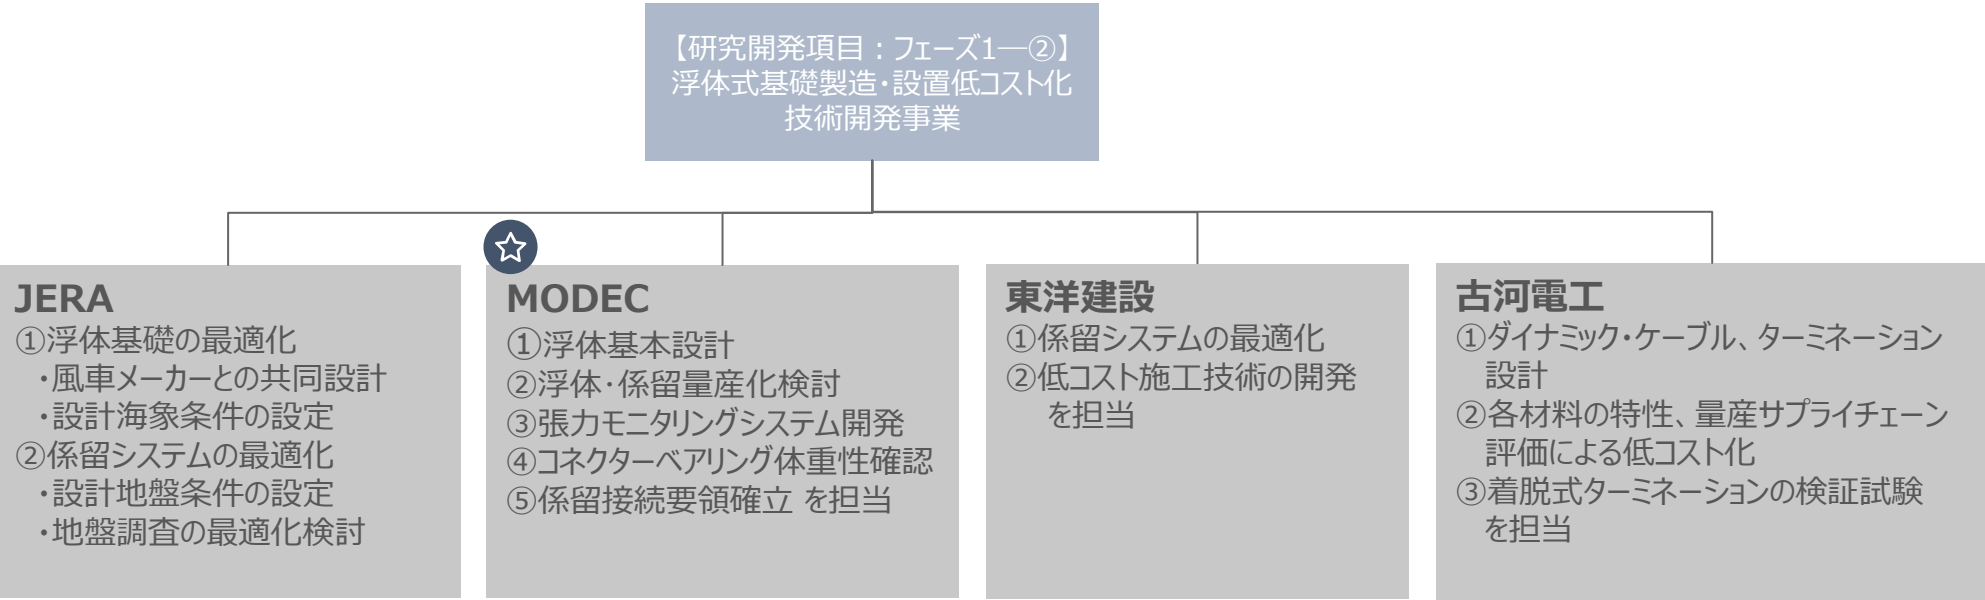 【研究開発項目：フェーズ1―②】
浮体式基礎製造・設置低コスト化
技術開発事業
JERA
①浮体基礎の最適化
・風車メーカーとの共同設計
・設計海象条件の設定
②係留システムの最適化
・設計地盤条件の設定
・地盤調査の最適化検討
MODEC
①浮体基本設計
②浮体･係留量産化検討
③張力モニタリングシステム開発
④コネクターベアリング体重性確認
⑤係留接続要領確立 を担当
東洋建設
①係留システムの最適化
②低コスト施工技術の開発
を担当
古河電工
①ダイナミック・ケーブル、ターミネーション
設計
②各材料の特性、量産サプライチェーン
評価による低コスト化
③着脱式ターミネーションの検証試験
を担当